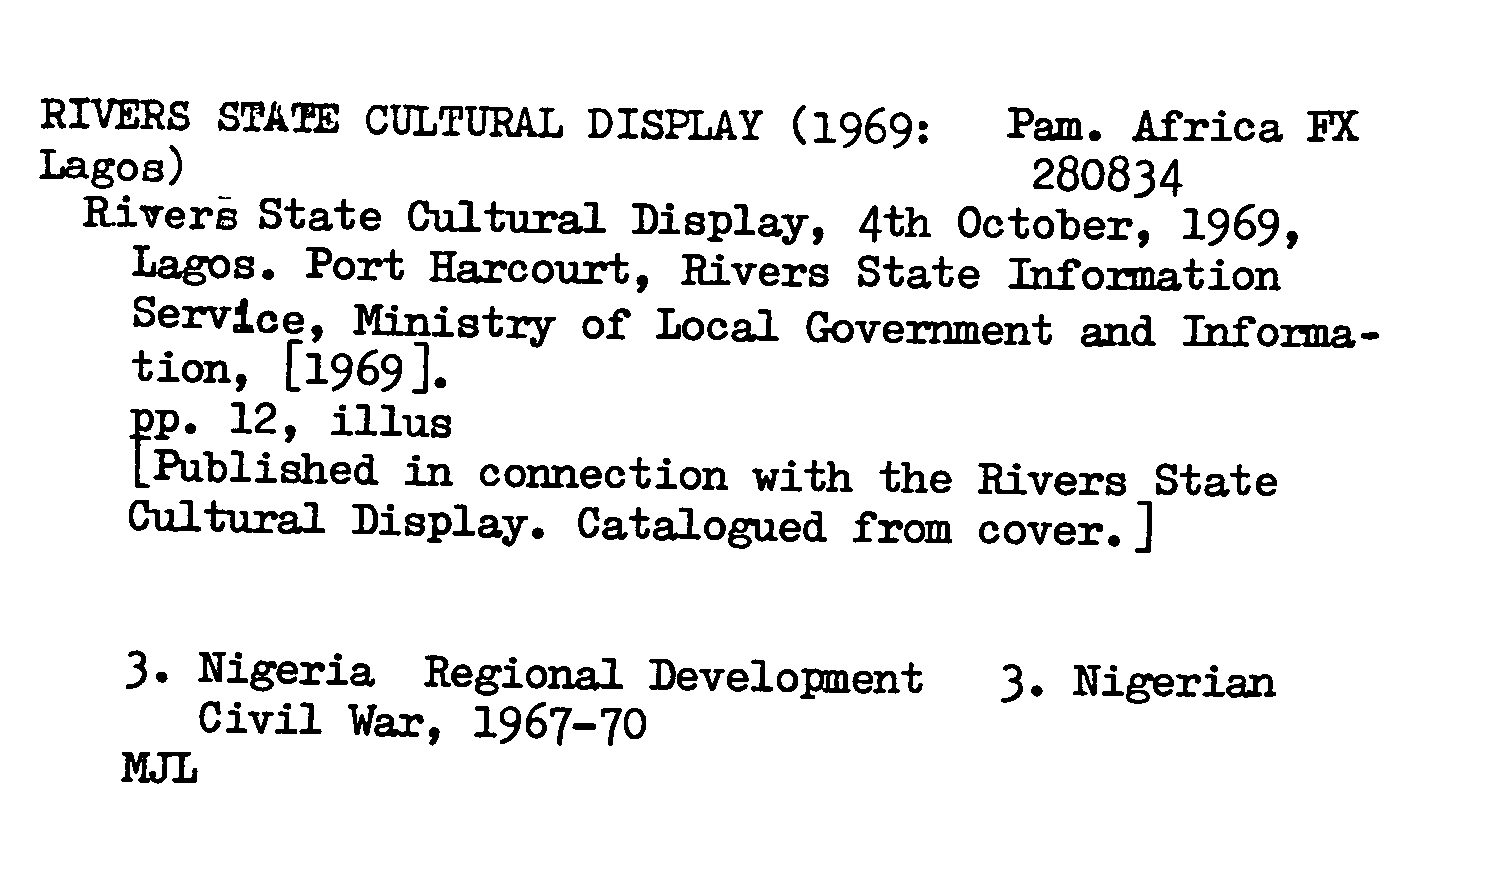 RIVERS STATE CULTURAL DISPLAY (1969: Pam. Africa FX
Lagos) 280834
Rivers State Cultural Display, 4th October, 1969,
Lagos. Port Harcourt, Rivers State Information
Service, Ministry of Local Government and Informa-
tion, [1969].
pp. 12, illus
[Published in connection with the Rivers State
Cultural Display. Catalogued from cover.]
3. Nigeria Regional Development 3. Nigerian
Civil War, 1967-70
MJL